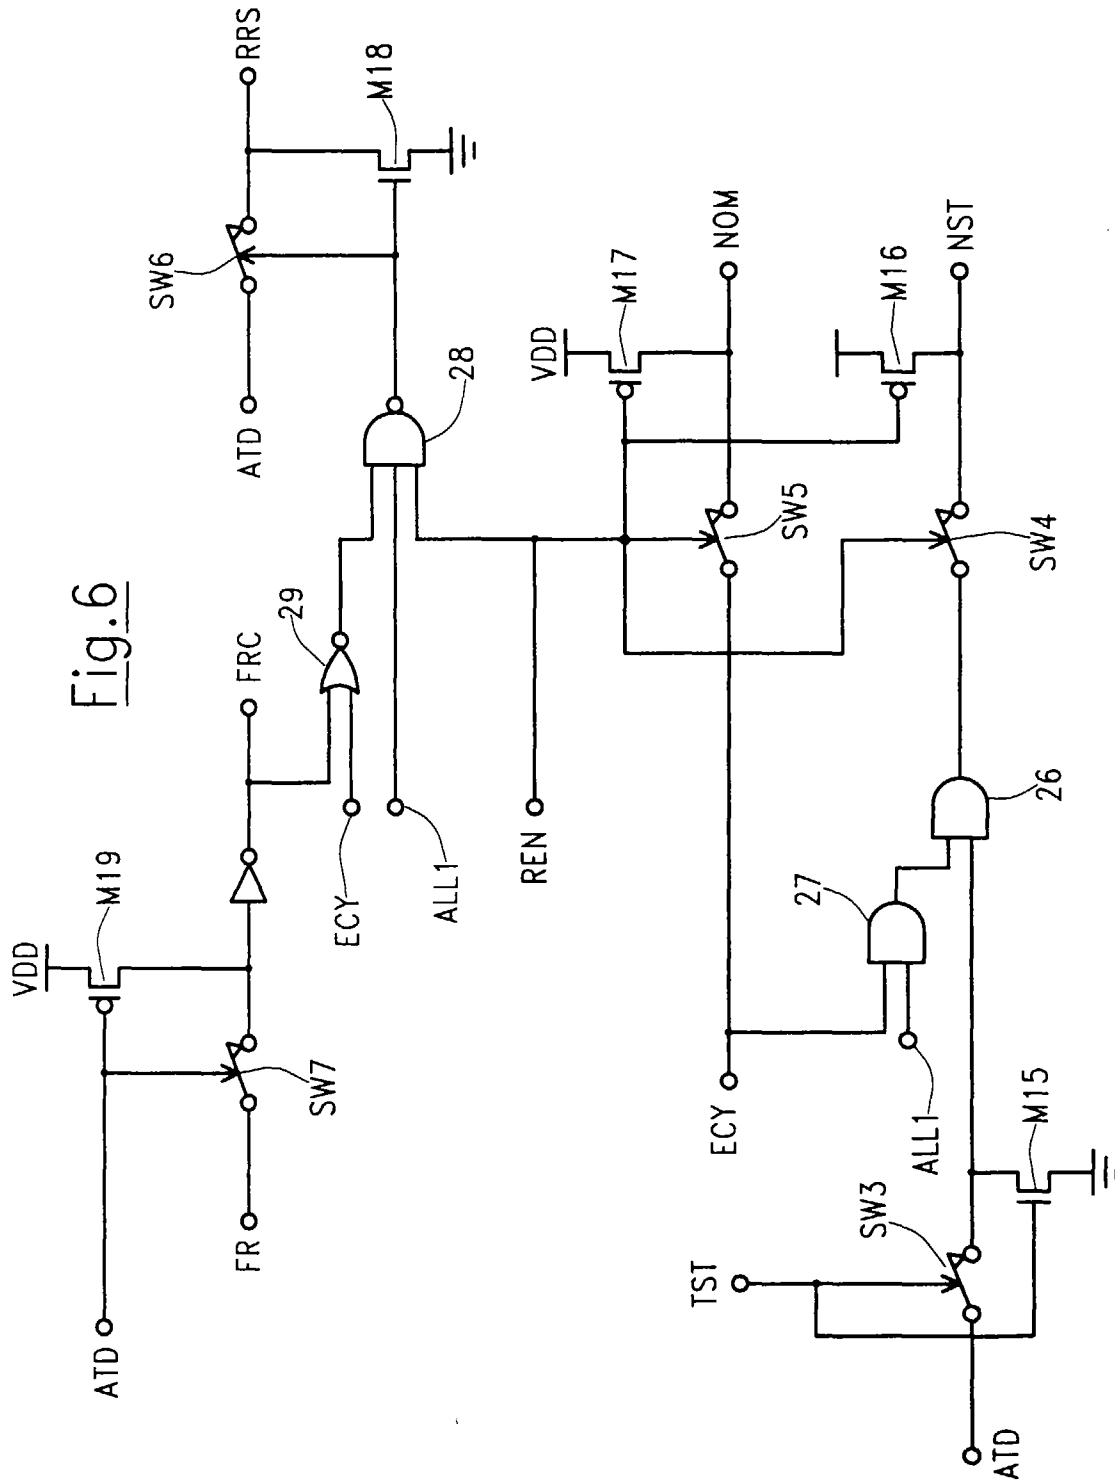 Fig.6
ATD
VDD
M19
FR
SW7
FRC
29
ECY
ALL1
REN
ATD
SW6
RRS
M18
28
VDD
M17
NOM
SW5
M16
NST
SW4
ECY
27
ALL1
26
TST
SW3
M15
ATD